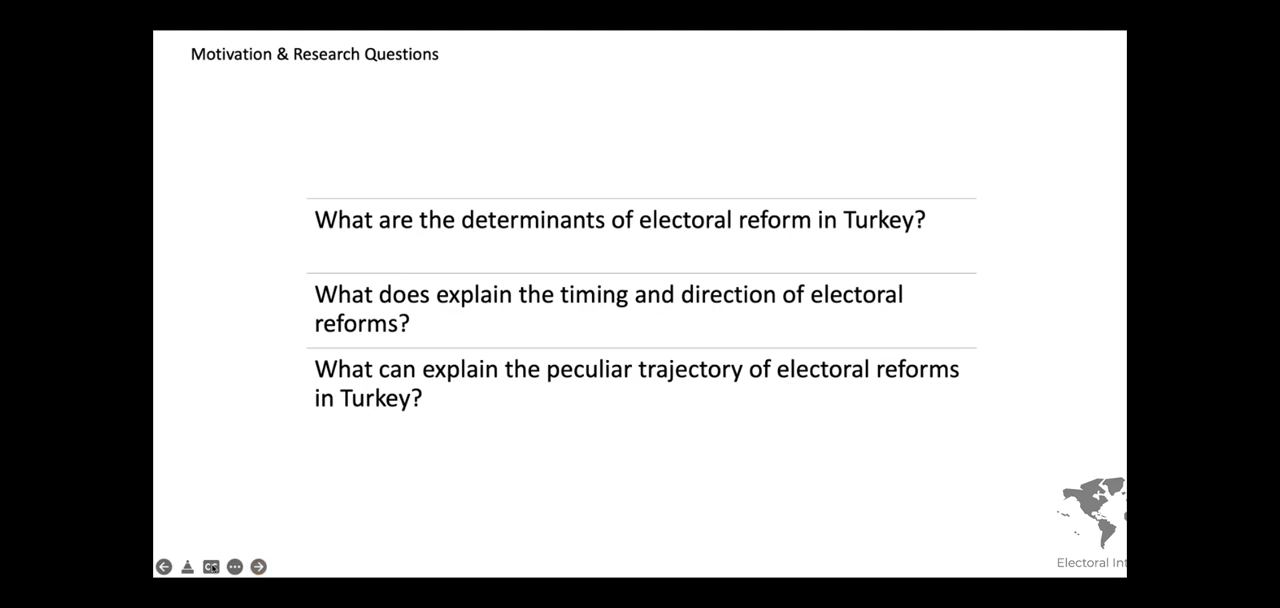 Motivation & Research Questions
What are the determinants of electoral reform in Turkey?
What does explain the timing and direction of electoral
reforms?
What can explain the peculiar trajectory of electoral reforms
in Turkey?
Electoral